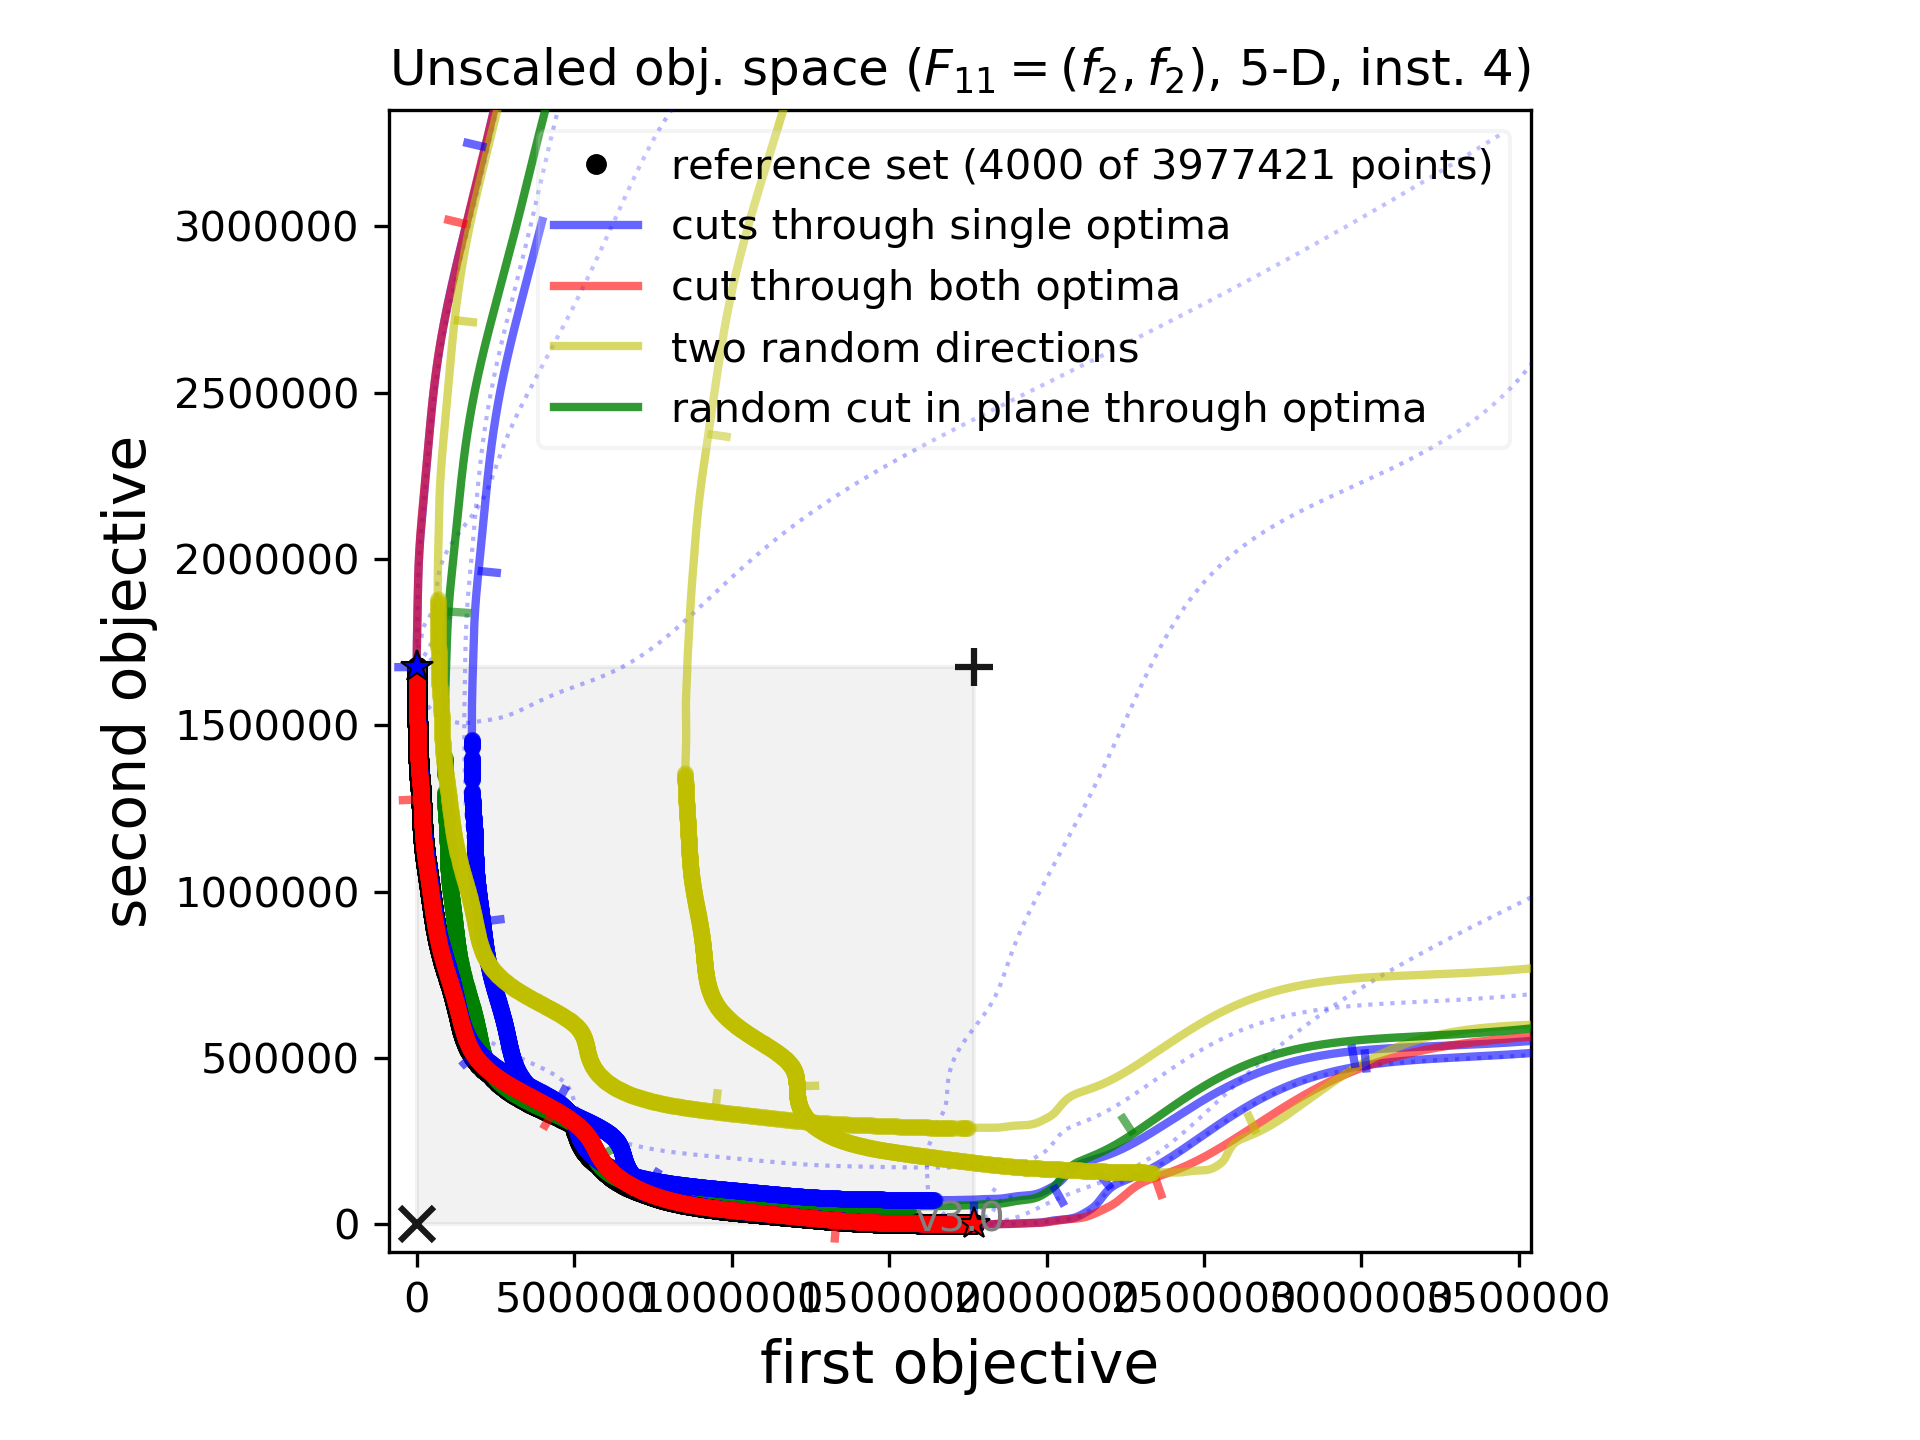 Unscaled obj. space (F₁₁ = (f₂, f₂), 5-D, inst. 4)
reference set (4000 of 3977421 points)
cuts through single optima
cut through both optima
two random directions
random cut in plane through optima
second objective
3000000
2500000
2000000
1500000
1000000
500000
0
v3.0
0 500000 1000000 1500000 2000000 2500000 3000000 3500000
first objective